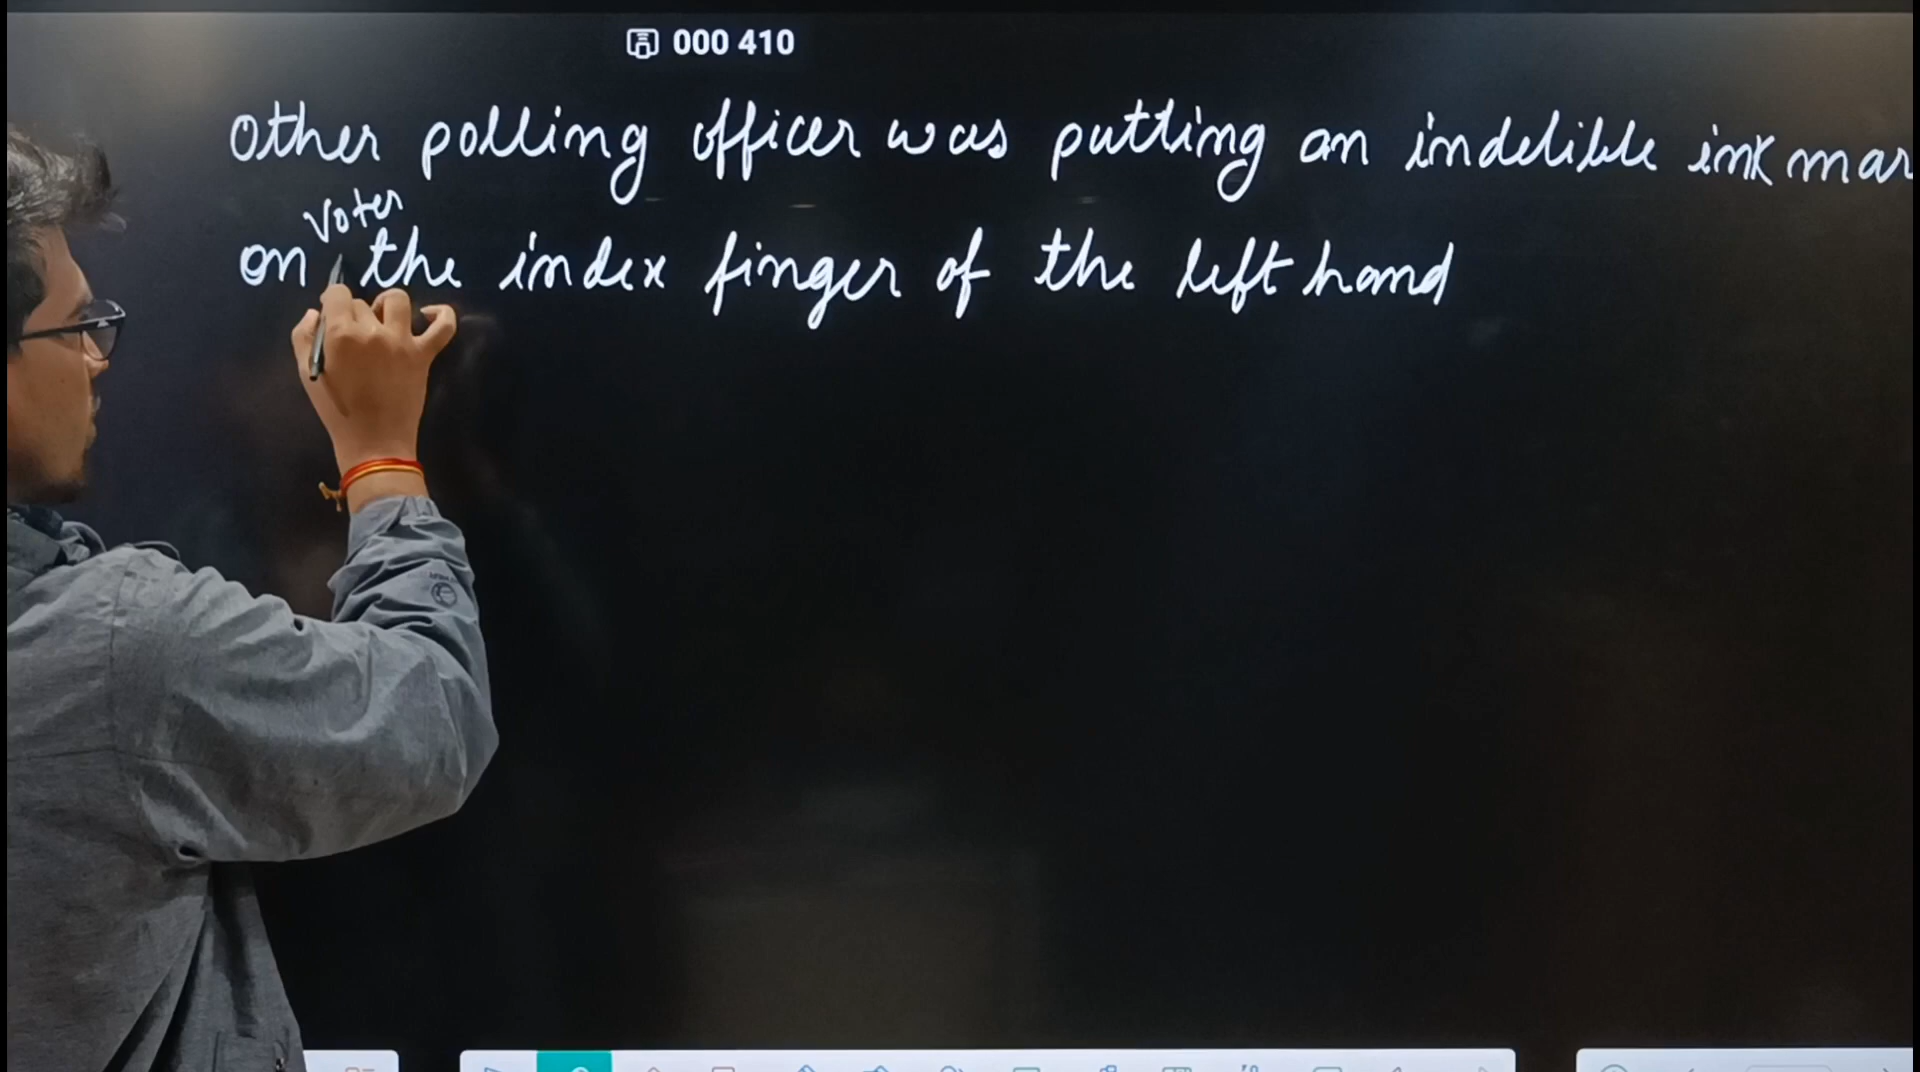 000 410
Other polling officer was putting an indelible ink mar
voter
on the index finger of the left hand